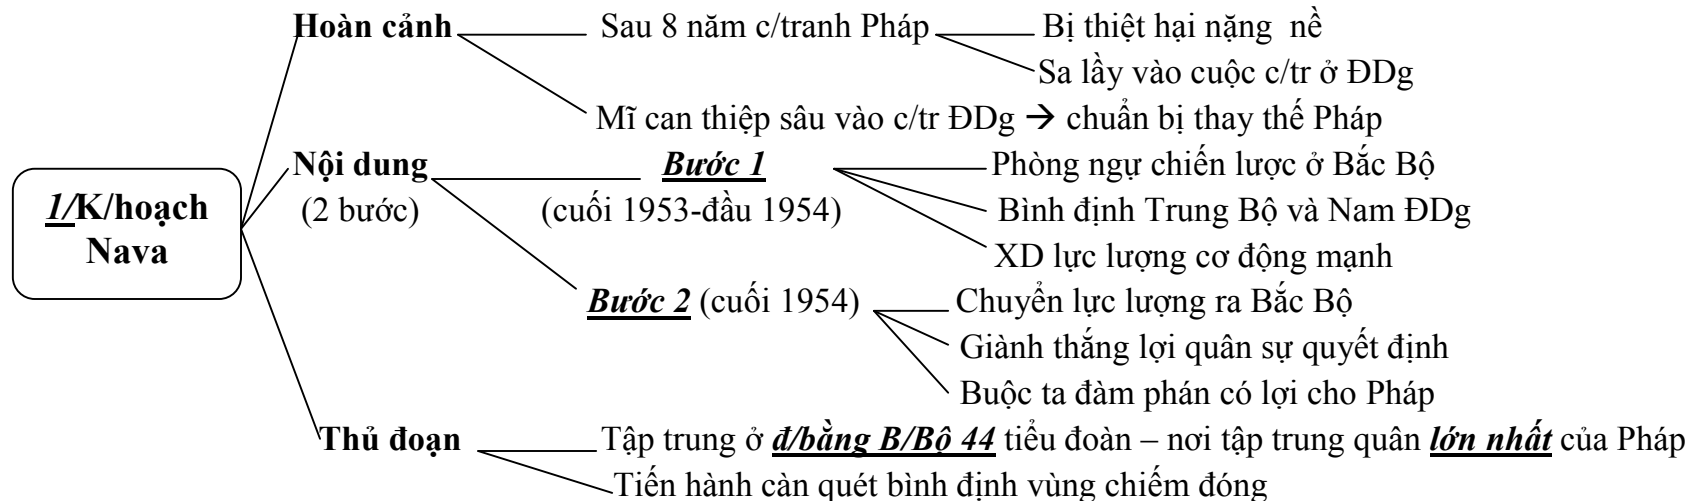 Hoàn cảnh Sau 8 năm c/tranh Pháp Bị thiệt hại nặng nề
Sa lầy vào cuộc c/tr ở ĐDg
Mĩ can thiệp sâu vào c/tr ĐDg → chuẩn bị thay thế Pháp
1/K/hoạch
Nava
Nội dung Bước 1 Phòng ngự chiến lược ở Bắc Bộ
(2 bước) (cuối 1953-đầu 1954) Bình định Trung Bộ và Nam ĐDg
XD lực lượng cơ động mạnh
Bước 2 (cuối 1954) Chuyển lực lượng ra Bắc Bộ
Giành thắng lợi quân sự quyết định
Buộc ta đàm phán có lợi cho Pháp
Thủ đoạn Tập trung ở đ/bằng B/Bộ 44 tiểu đoàn – nơi tập trung quân lớn nhất của Pháp
Tiến hành càn quét bình định vùng chiếm đóng